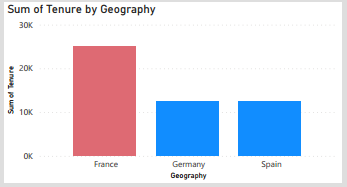 Sum of Tenure by Geography
30K
20K
10K
0K
Sum of Tenure
France Germany Spain
Geography